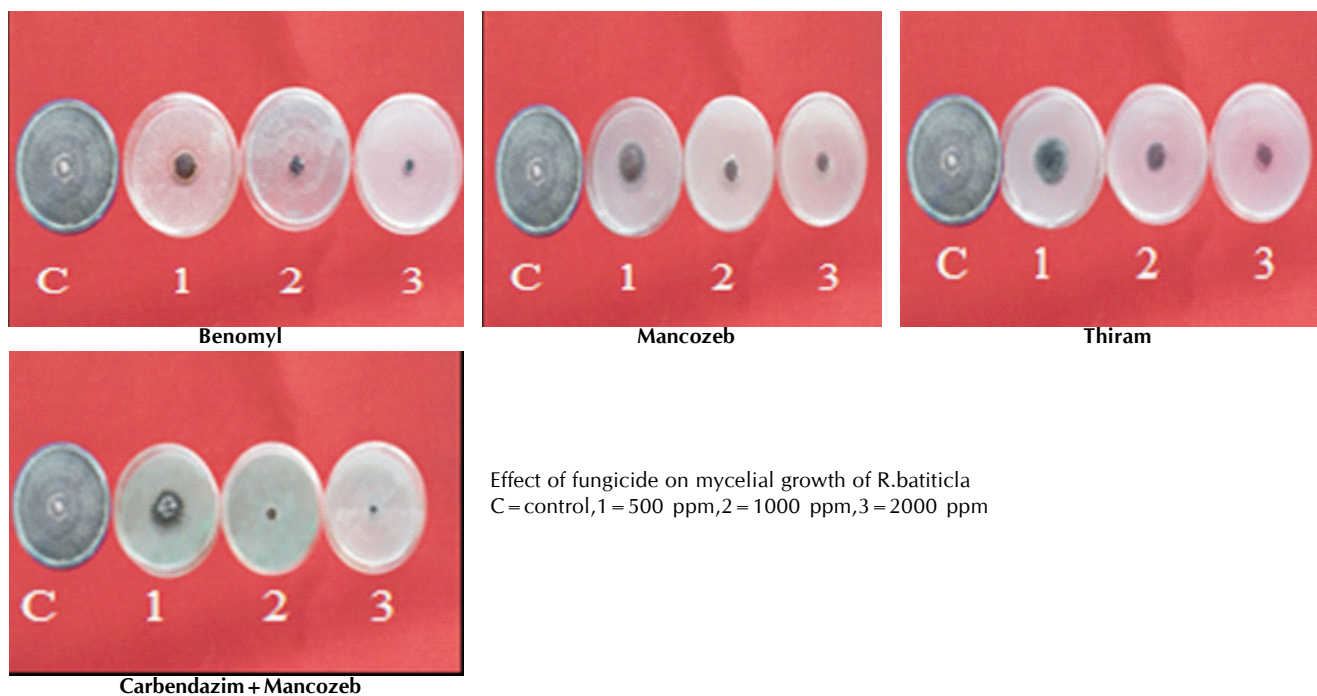 C 1 2 3
Benomyl
C 1 2 3
Mancozeb
C 1 2 3
Thiram
C 1 2 3
Carbendazim+Mancozeb
Effect of fungicide on mycelial growth of R.batiticla
C=control,1=500 ppm,2=1000 ppm,3=2000 ppm